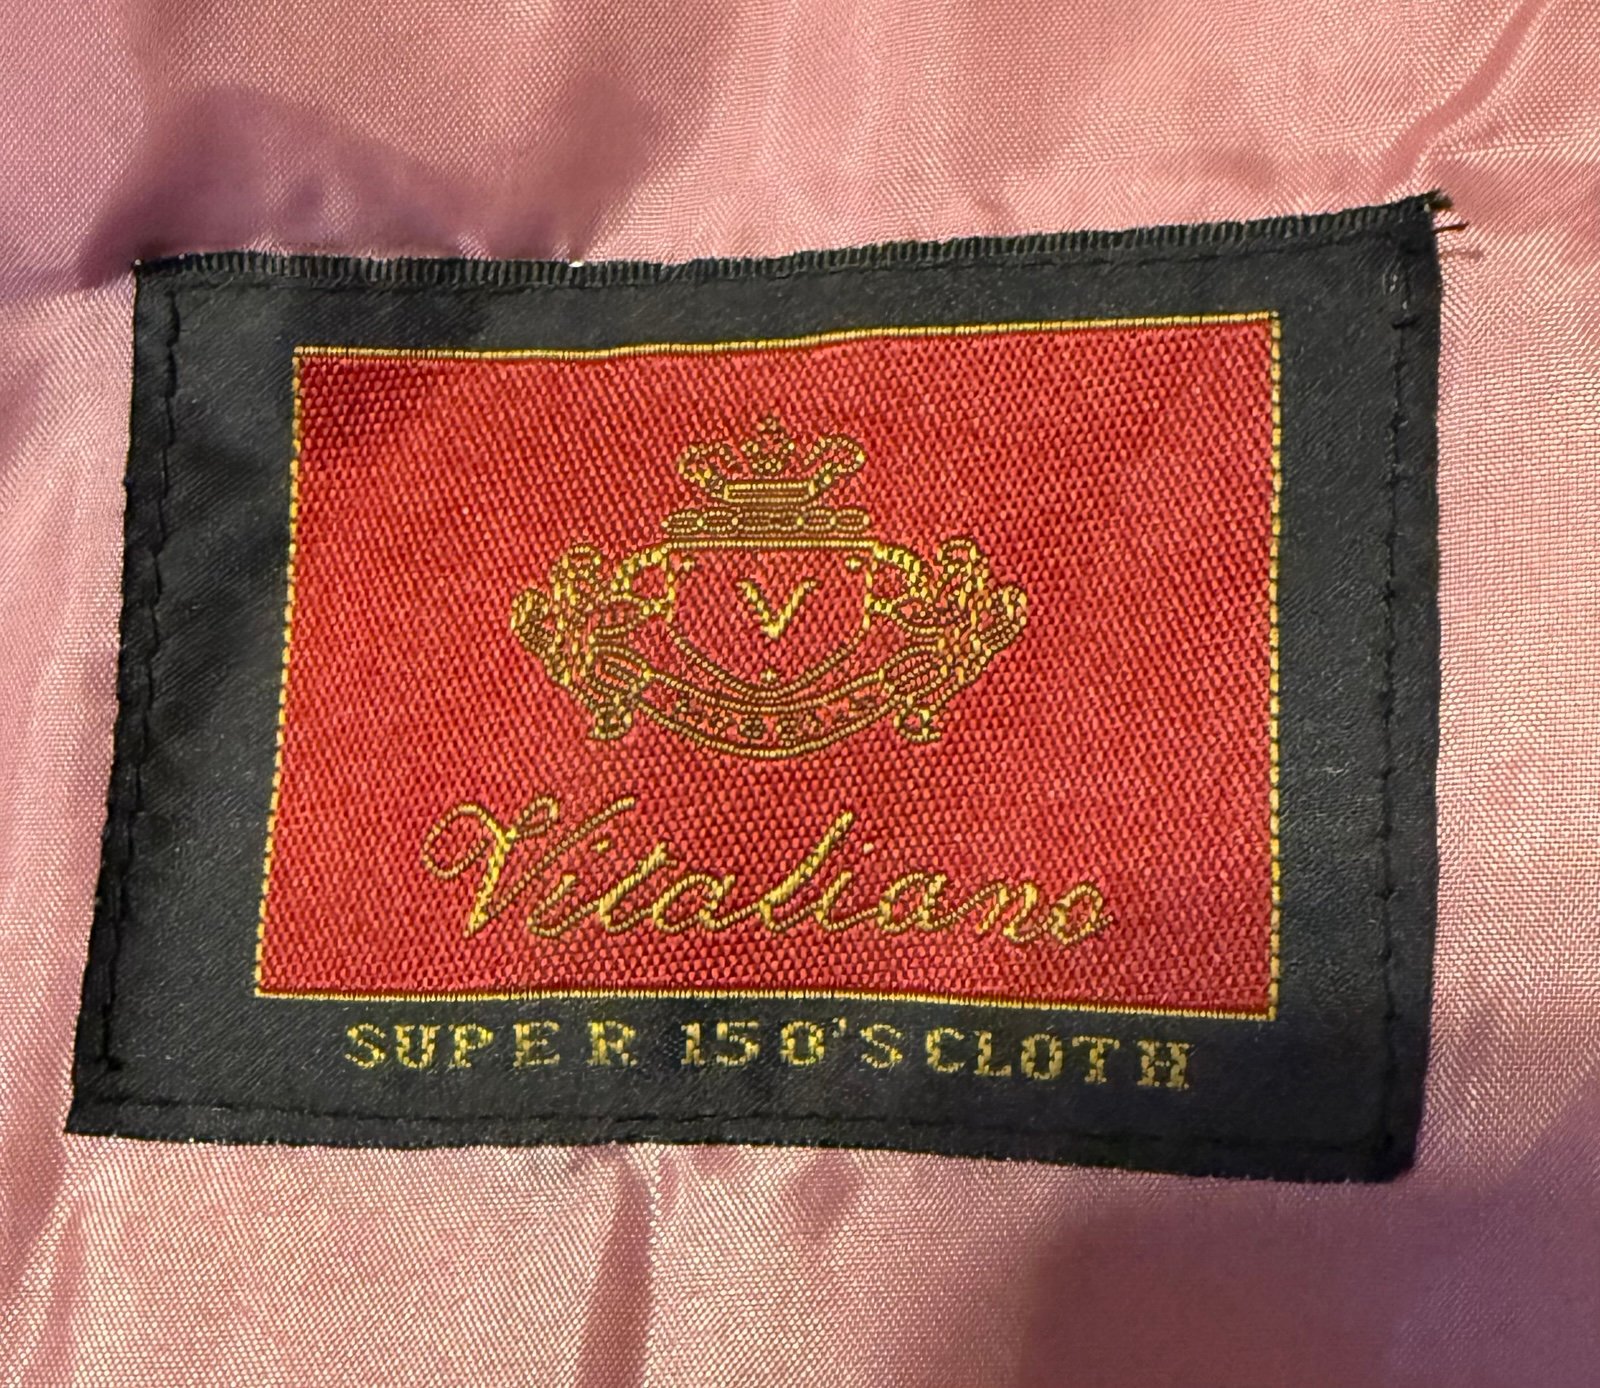 V
Vitaliano
SUPER 150'S CLOTH